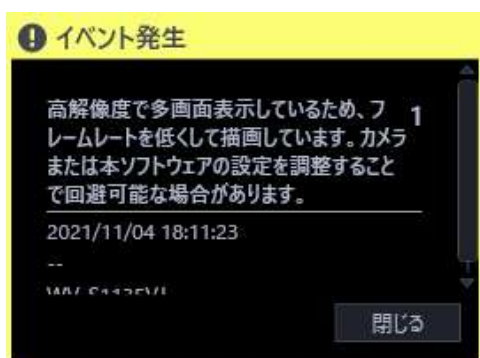 イベント発生
高解像度で多画面表示しているため、フ
レームレートを低くして描画しています。カメラ
または本ソフトウェアの設定を調整すること
で回避可能な場合があります。
1
2021/11/04 18:11:23
--
閉じる